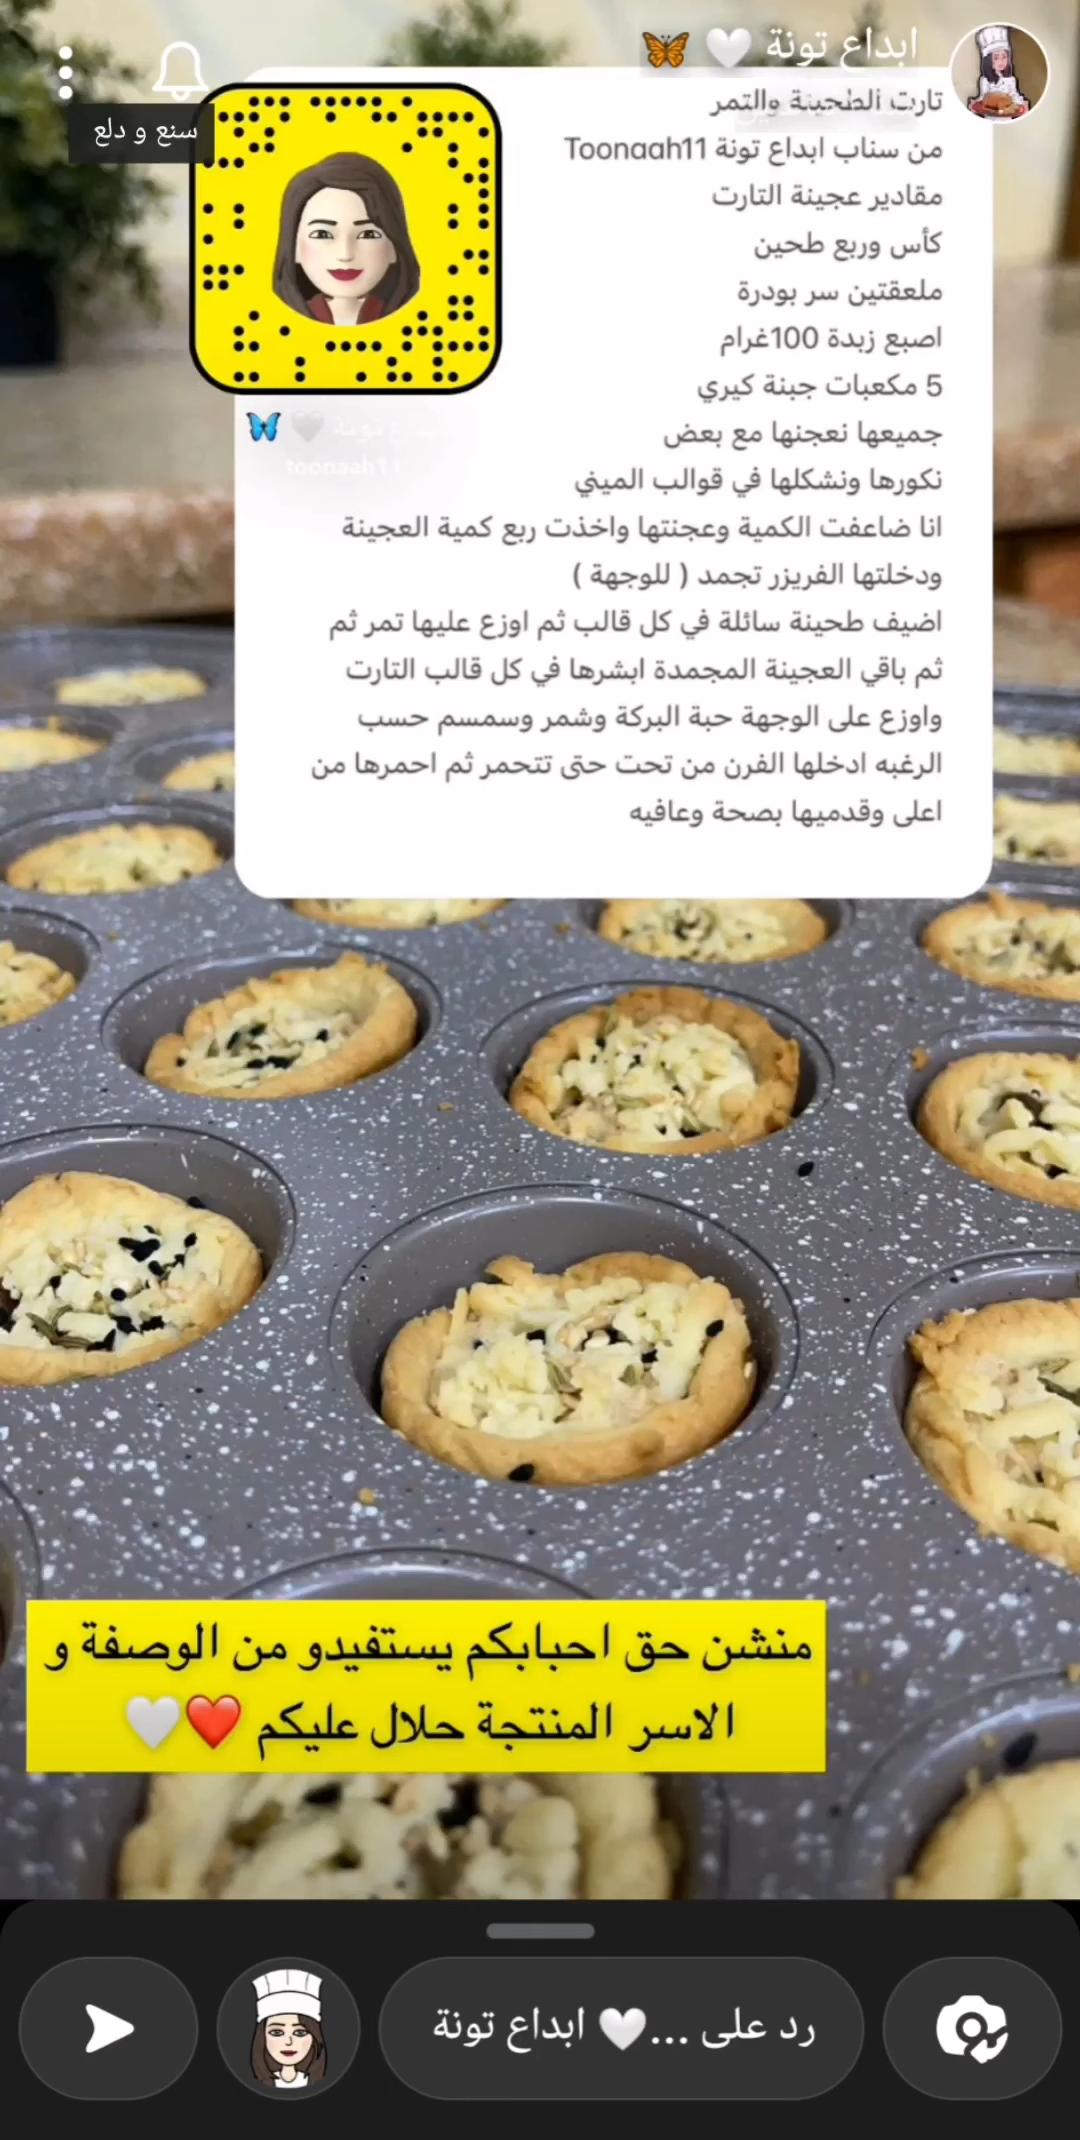 ابداع تونة 🤍 🦋
سنع و دلع
تارت الطحينة والتمر
من سناب ابداع تونة Toonaah11
مقادير عجينة التارت
كأس وربع طحين
ملعقتين سر بودرة
اصبع زبدة 100غرام
5 مكعبات جبنة كيري
جميعها نعجنها مع بعض
نكورها ونشكلها في قوالب الميني
انا ضاعفت الكمية وعجنتها واخذت ربع كمية العجينة
ودخلتها الفريزر تجمد ( للوجهة )
اضيف طحينة سائلة في كل قالب ثم اوزع عليها تمر ثم
ثم باقي العجينة المجمدة ابشرها في كل قالب التارت
واوزع على الوجهة حبة البركة وشمر وسمسم حسب
الرغبه ادخلها الفرن من تحت حتى تتحمر ثم احمرها من
اعلى وقدميها بصحة وعافيه
toonaah11
منشن حق احبابكم يستفيدو من الوصفة و
الاسر المنتجة حلال عليكم ❤️🤍
رد على ...🤍 ابداع تونة